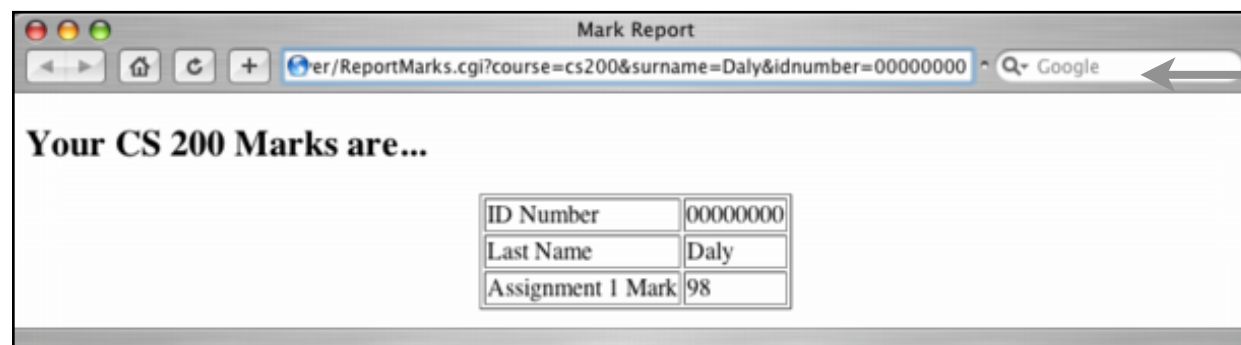 Mark Report
er/ReportMarks.cgi?course=cs200&surname=Daly&idnumber=00000000 Google
Your CS 200 Marks are...
ID Number 00000000
Last Name Daly
Assignment 1 Mark 98